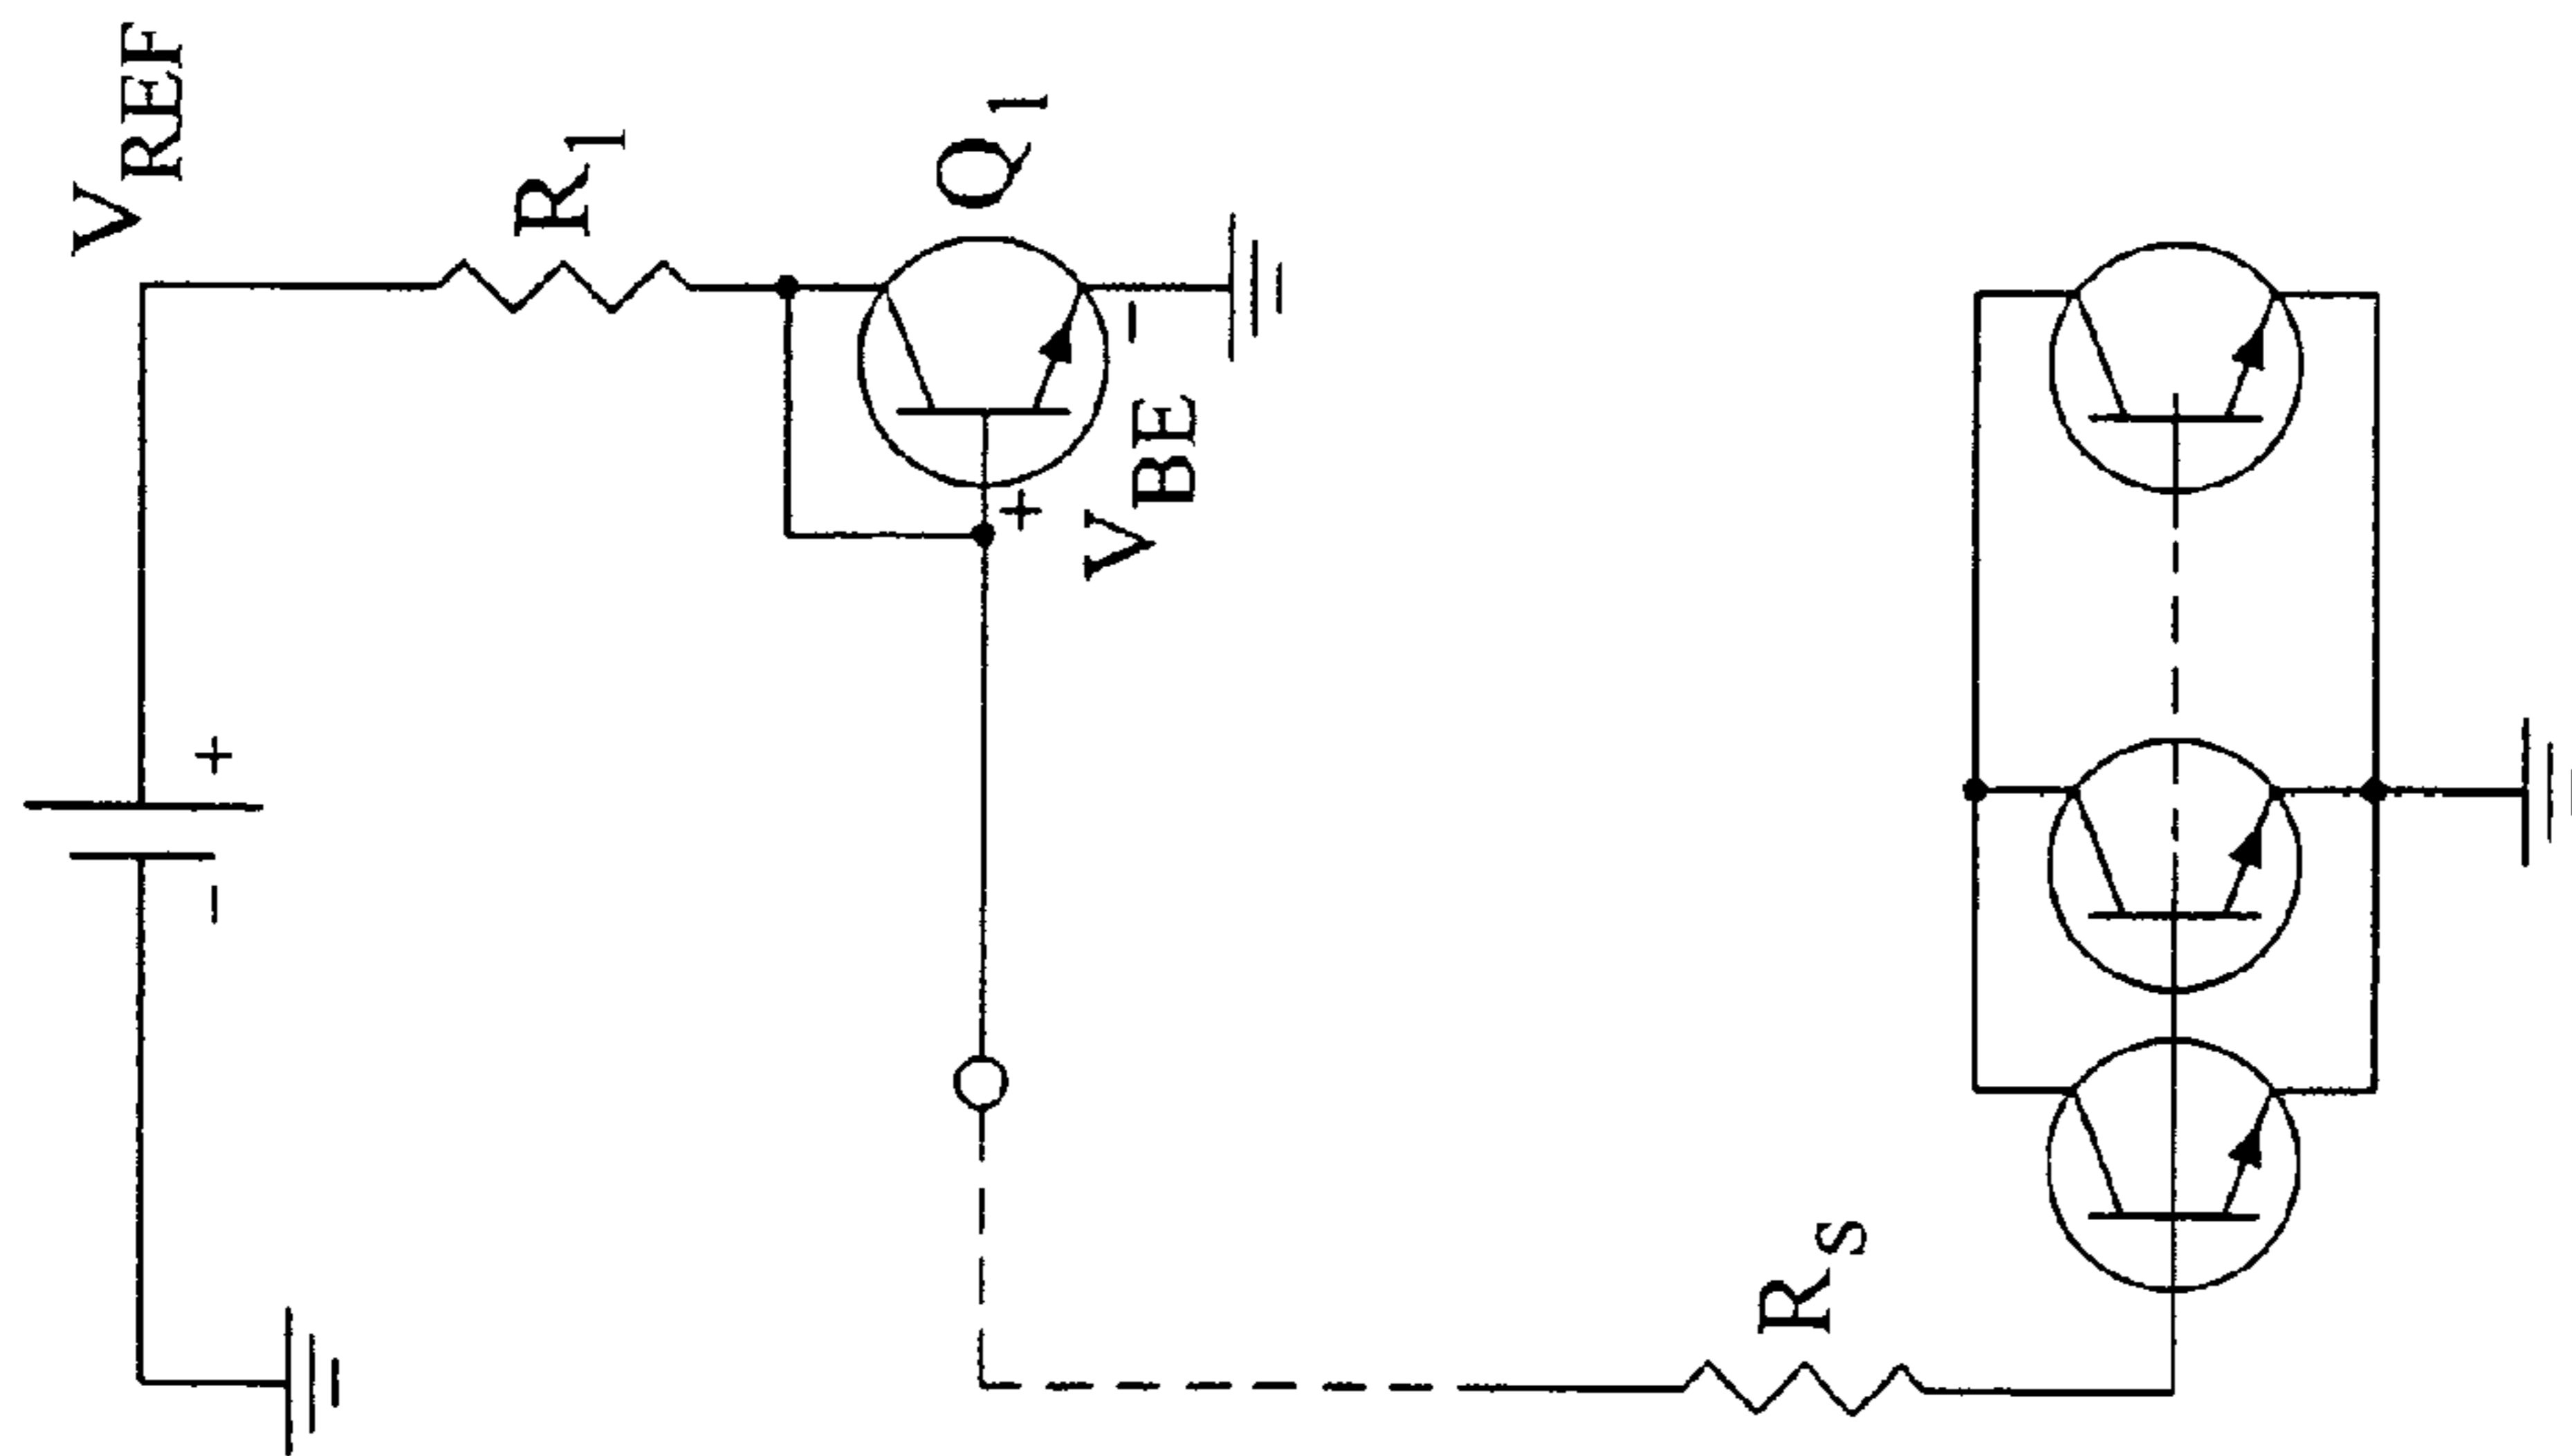 V_REF
R_1
Q_1
+
-
V_BE
+
-
R_S